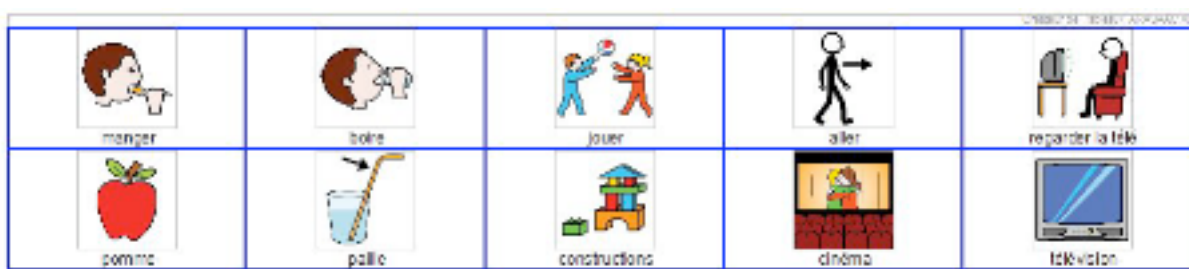 manger boire jouer aller regarder la télé
pomme paille constructions cinéma télévision